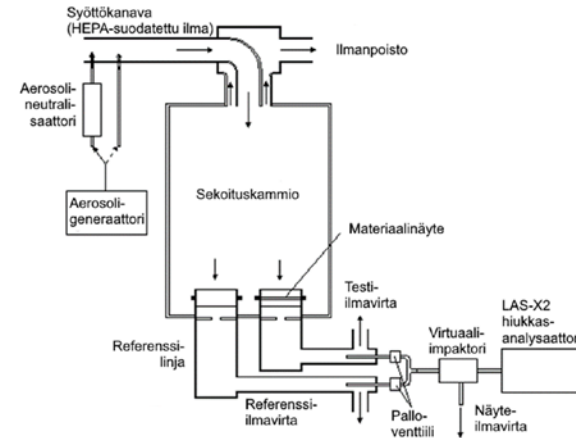 Syöttökanava
(HEPA-suodatettu ilma)
Ilmanpoisto
Aerosoli-
neutrali-
saattori
Aerosoli-
generaattori
Sekoituskammio
Materiaalinäyte
Testi-
ilmavirta
LAS-X2
hiukkas-
analysaattori
Virtuaali-
impaktori
Referenssi-
linja
Referenssi-
ilmavirta
Pallo-
venttiili
Näyte-
ilmavirta